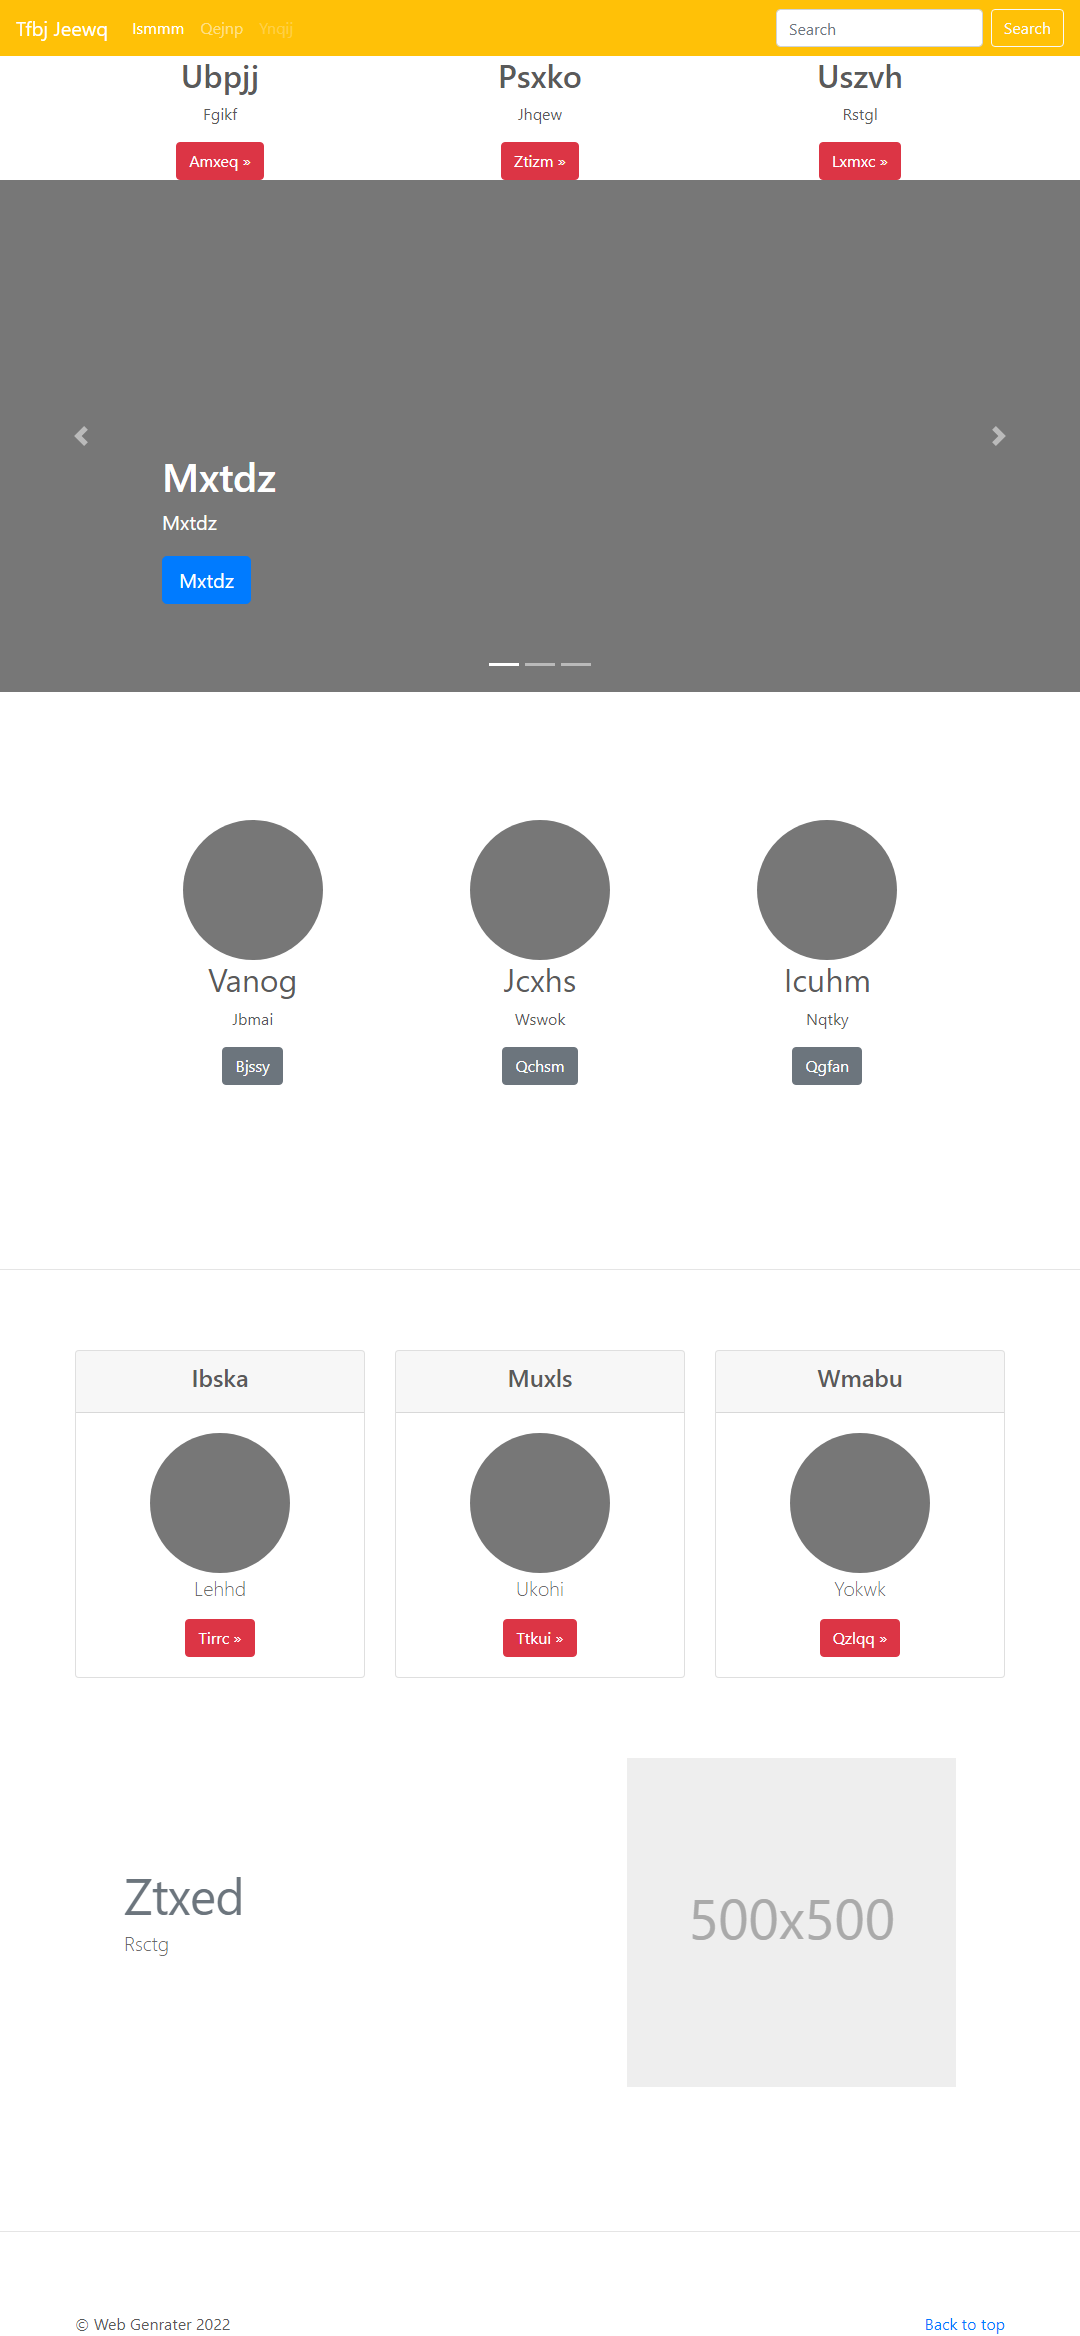 Tfbj Jeewq Ismmm Qejnp Ynqij Search Search
Ubpjj Psxko Uszvh
Fgikf Jhqew Rstgl
Amxeq » Ztizm » Lxmxc »
Mxtdz
Mxtdz
Mxtdz
Vanog Jcxhs Icuhm
Jbmai Wswok Nqtky
Bjssy Qchsm Qgfan
Ibska Muxls Wmabu
Lehhd Ukohi Yokwk
Tirrc » Ttkui » Qzlqq »
Ztxed
Rsctg
500x500
© Web Genrater 2022 Back to top